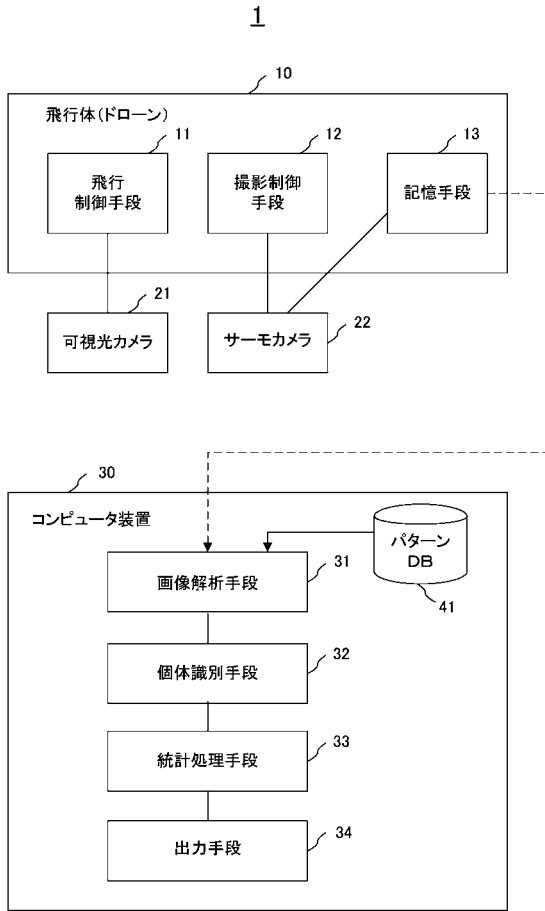 1
10
飛行体(ドローン)
11
飛行
制御手段
12
撮影制御
手段
13
記憶手段
21
可視光カメラ
サーモカメラ
22
30
コンピュータ装置
パターン
DB
41
画像解析手段
31
個体識別手段
32
統計処理手段
33
出力手段
34